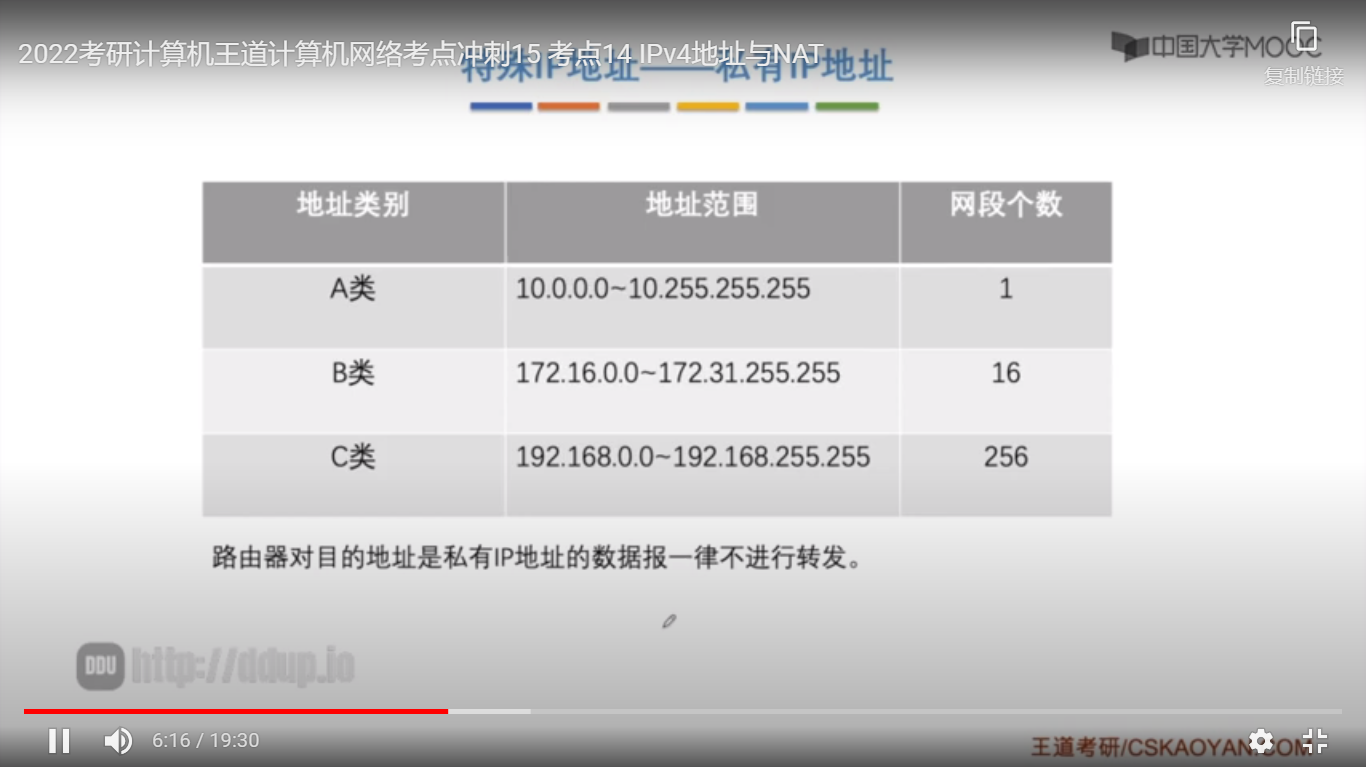 2022考研计算机王道计算机网络考点冲刺15 考点14 IPv4地址与NAT
特殊IP地址——私有IP地址
中国大学MOOC
复制链接
地址类别 地址范围 网段个数
A类 10.0.0.0~10.255.255.255 1
B类 172.16.0.0~172.31.255.255 16
C类 192.168.0.0~192.168.255.255 256
路由器对目的地址是私有IP地址的数据报一律不进行转发。
DDU http://ddup.io
6:16 / 19:30
王道考研/CSKAOYAN.COM